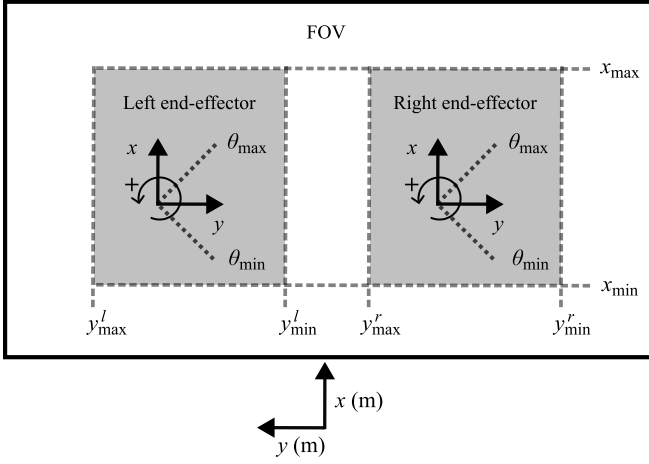 FOV
x_max
Left end-effector
Right end-effector
x θ_max x θ_max
+ +
y y
θ_min θ_min
x_min
y^l_max y^l_min y^r_max y^r_min
x (m)
y (m)